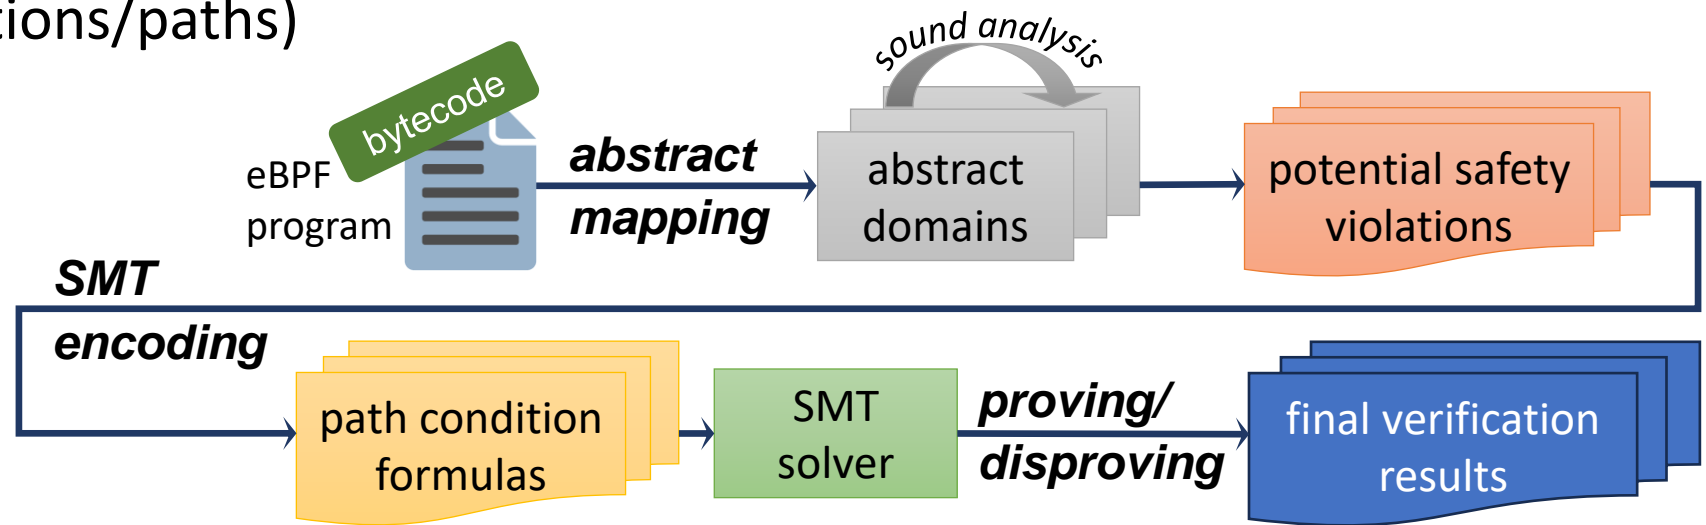 tions/paths)
sound analysis
bytecode
eBPF
program
abstract
mapping
abstract
domains
potential safety
violations
SMT
encoding
path condition
formulas
SMT
solver
proving/
disproving
final verification
results